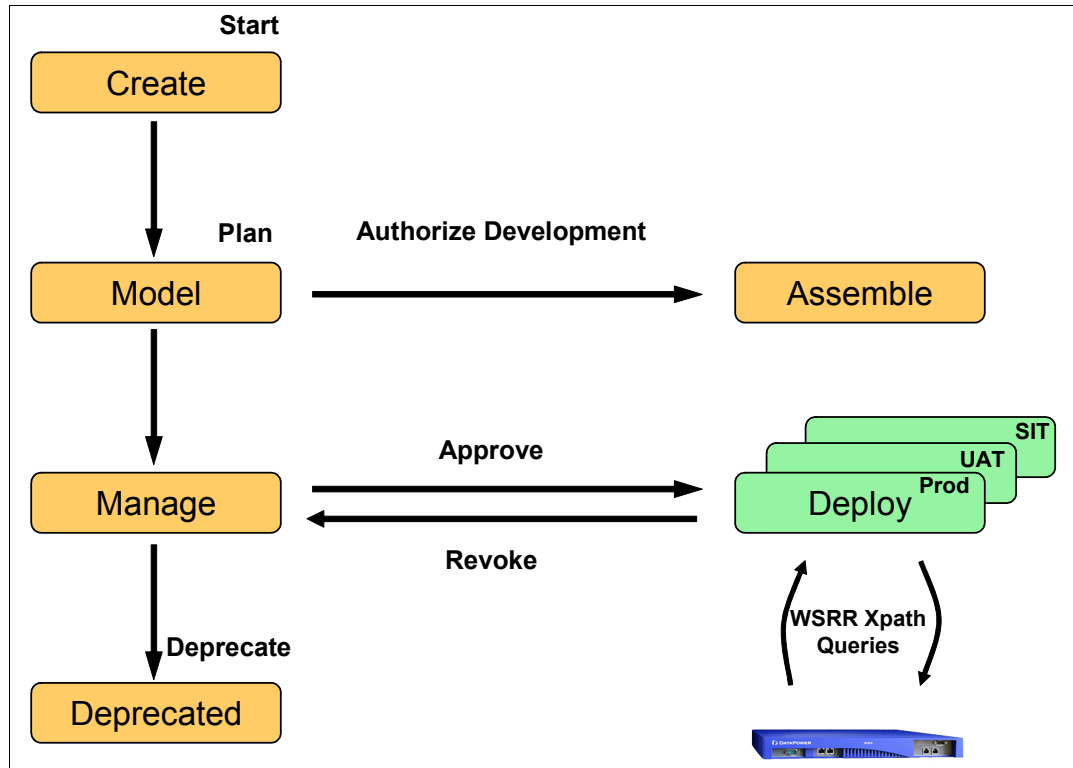 Start
Create
Plan
Authorize Development
Model
Assemble
SIT
UAT
Approve
Prod
Manage
Deploy
Revoke
WSRR Xpath
Queries
Deprecate
Deprecated
DATAPOWER